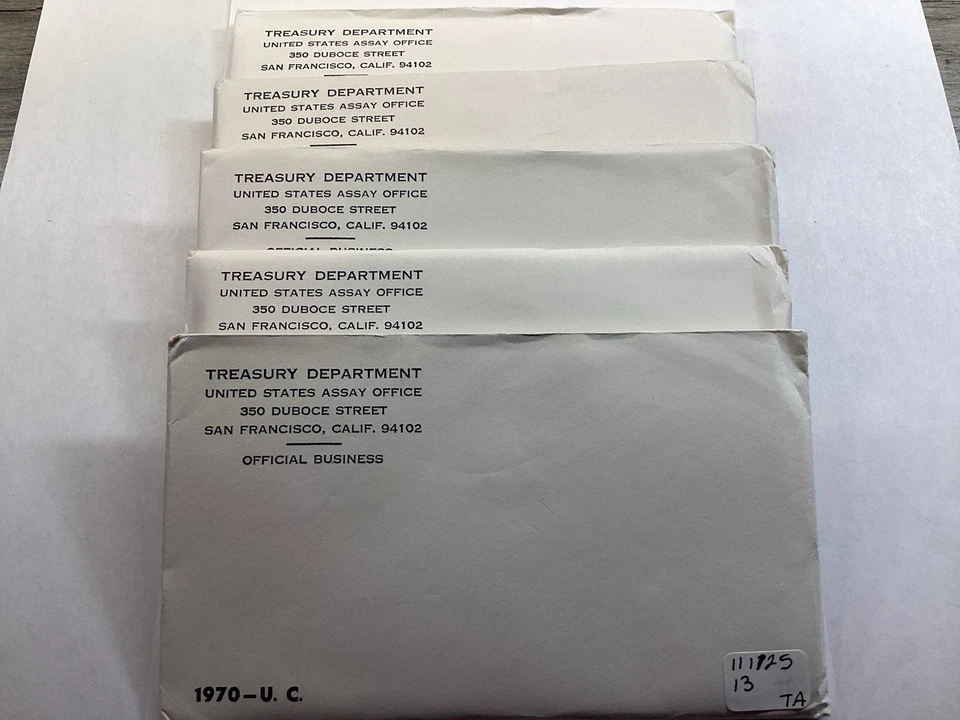 TREASURY DEPARTMENT
UNITED STATES ASSAY OFFICE
350 DUBOCE STREET
SAN FRANCISCO, CALIF. 94102
TREASURY DEPARTMENT
UNITED STATES ASSAY OFFICE
350 DUBOCE STREET
SAN FRANCISCO, CALIF. 94102
TREASURY DEPARTMENT
UNITED STATES ASSAY OFFICE
350 DUBOCE STREET
SAN FRANCISCO, CALIF. 94102
OFFICIAL BUSINESS
TREASURY DEPARTMENT
UNITED STATES ASSAY OFFICE
350 DUBOCE STREET
SAN FRANCISCO, CALIF. 94102
TREASURY DEPARTMENT
UNITED STATES ASSAY OFFICE
350 DUBOCE STREET
SAN FRANCISCO, CALIF. 94102
OFFICIAL BUSINESS
1970—U. C.
13
TA